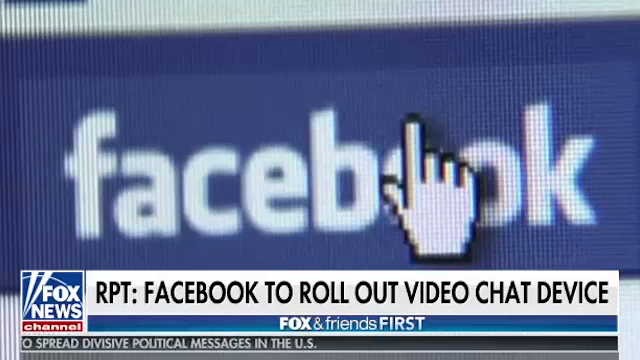 facebook
FOX
NEWS
channel
RPT: FACEBOOK TO ROLL OUT VIDEO CHAT DEVICE
FOX & friends FIRST
O SPREAD DIVISIVE POLITICAL MESSAGES IN THE U.S.